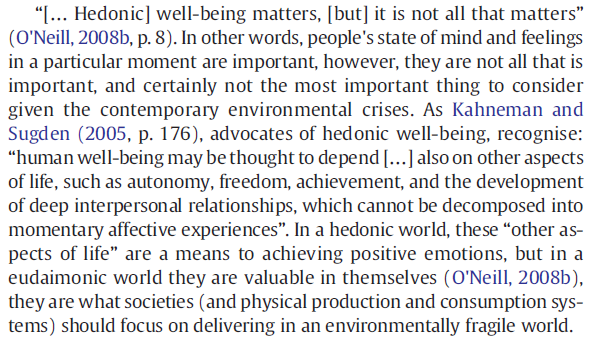 “[… Hedonic] well-being matters, [but] it is not all that matters”
(O'Neill, 2008b, p. 8). In other words, people's state of mind and feelings
in a particular moment are important, however, they are not all that is
important, and certainly not the most important thing to consider
given the contemporary environmental crises. As Kahneman and
Sugden (2005, p. 176), advocates of hedonic well-being, recognise:
“human well-being may be thought to depend […] also on other aspects
of life, such as autonomy, freedom, achievement, and the development
of deep interpersonal relationships, which cannot be decomposed into
momentary affective experiences”. In a hedonic world, these “other as-
pects of life” are a means to achieving positive emotions, but in a
eudaimonic world they are valuable in themselves (O'Neill, 2008b),
they are what societies (and physical production and consumption sys-
tems) should focus on delivering in an environmentally fragile world.